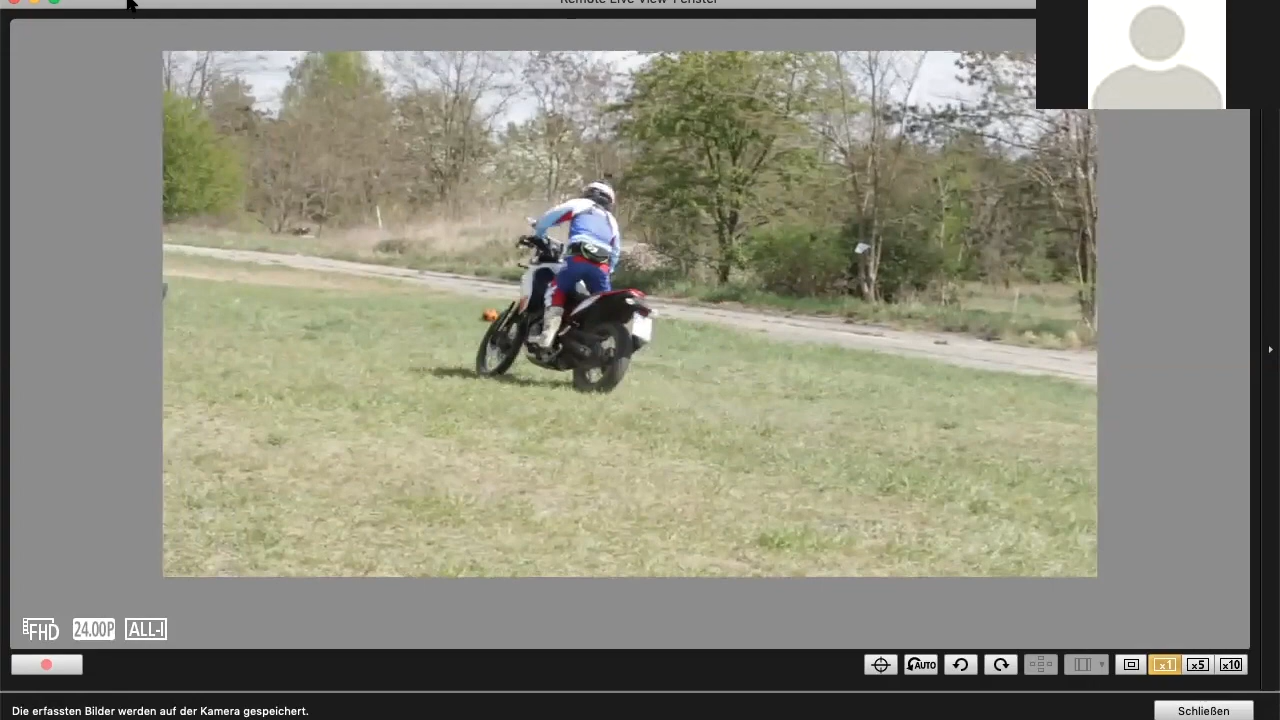 Remote Live View-Fenster
FHD 24.00P ALL-I
AUTO x1 x5 x10
Die erfassten Bilder werden auf der Kamera gespeichert. Schließen